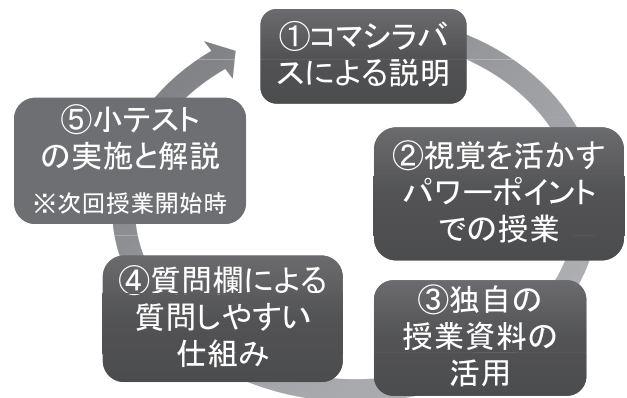 ①コマシラバ
スによる説明
②視覚を活かす
パワーポイント
での授業
③独自の
授業資料の
活用
④質問欄による
質問しやすい
仕組み
⑤小テスト
の実施と解説
※次回授業開始時